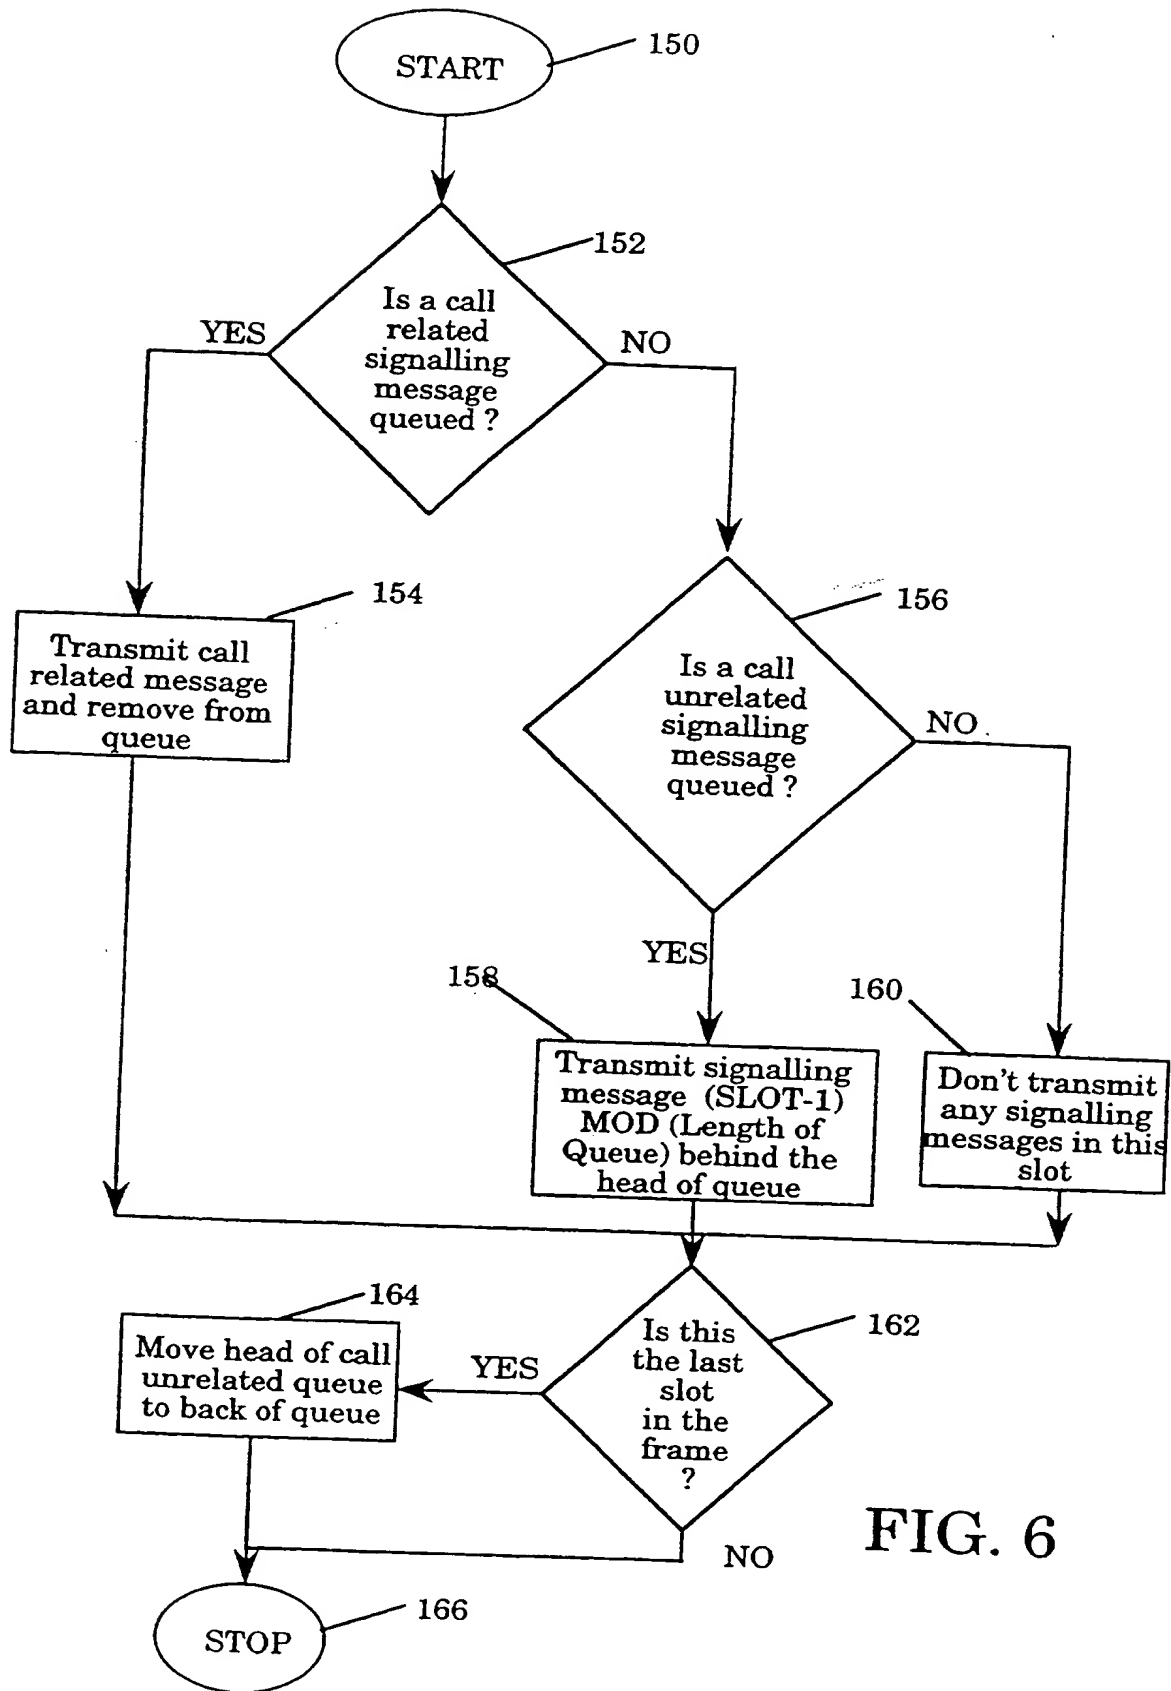 START
150
152
Is a call
related
signalling
message
queued ?
YES
NO
154
Transmit call
related message
and remove from
queue
156
Is a call
unrelated
signalling
message
queued ?
NO
YES
158
Transmit signalling
message (SLOT-1)
MOD (Length of
Queue) behind the
head of queue
160
Don't transmit
any signalling
messages in this
slot
164
Move head of call
unrelated queue
to back of queue
YES
162
Is this
the last
slot
in the
frame
?
NO
FIG. 6
STOP
166